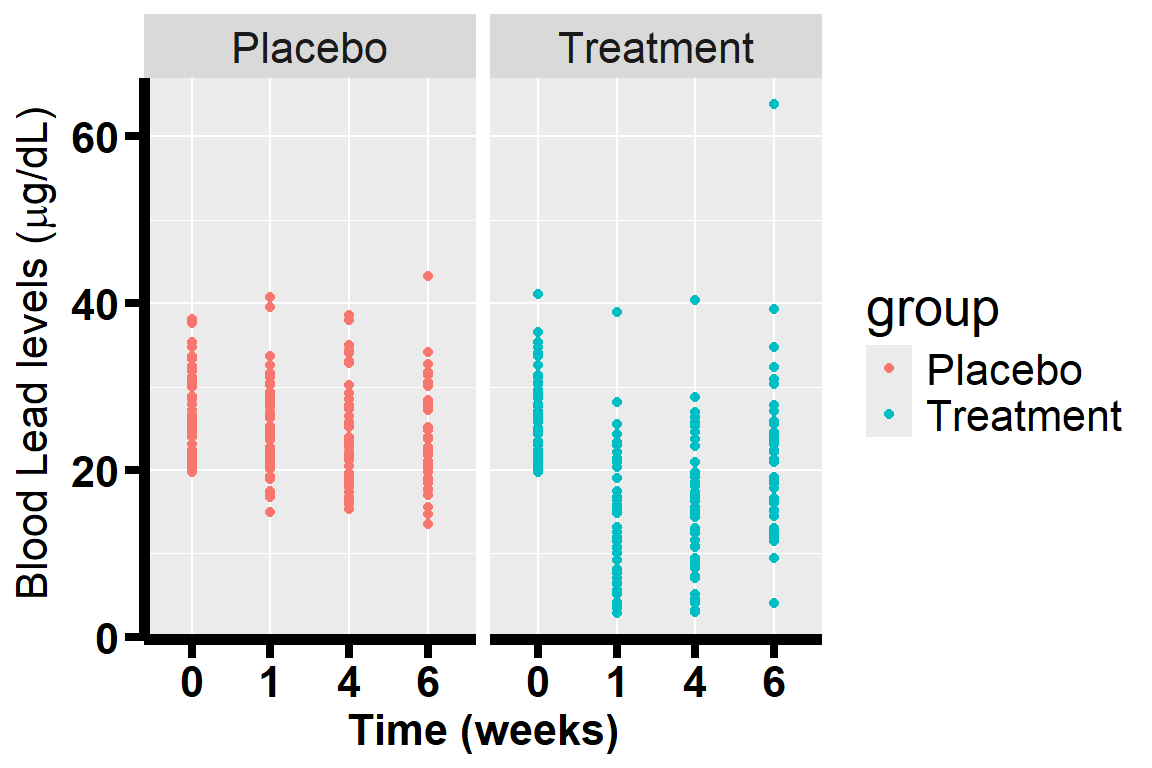 Placebo Treatment
Blood Lead levels (μg/dL)
60
40
20
0
0 1 4 6 0 1 4 6
Time (weeks)
group
Placebo
Treatment